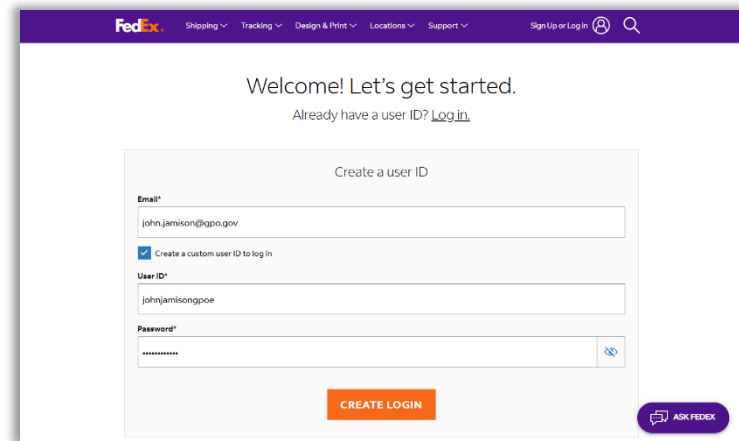 FedEx. Shipping Tracking Design & Print Locations Support Sign Up or Log In
Welcome! Let's get started.
Already have a user ID? Log in.
Create a user ID
Email*
john.jamison@gpo.gov
Create a custom user ID to log in
User ID*
johnjamisongpoe
Password*
••••••••••••
CREATE LOGIN
ASK FEDEX